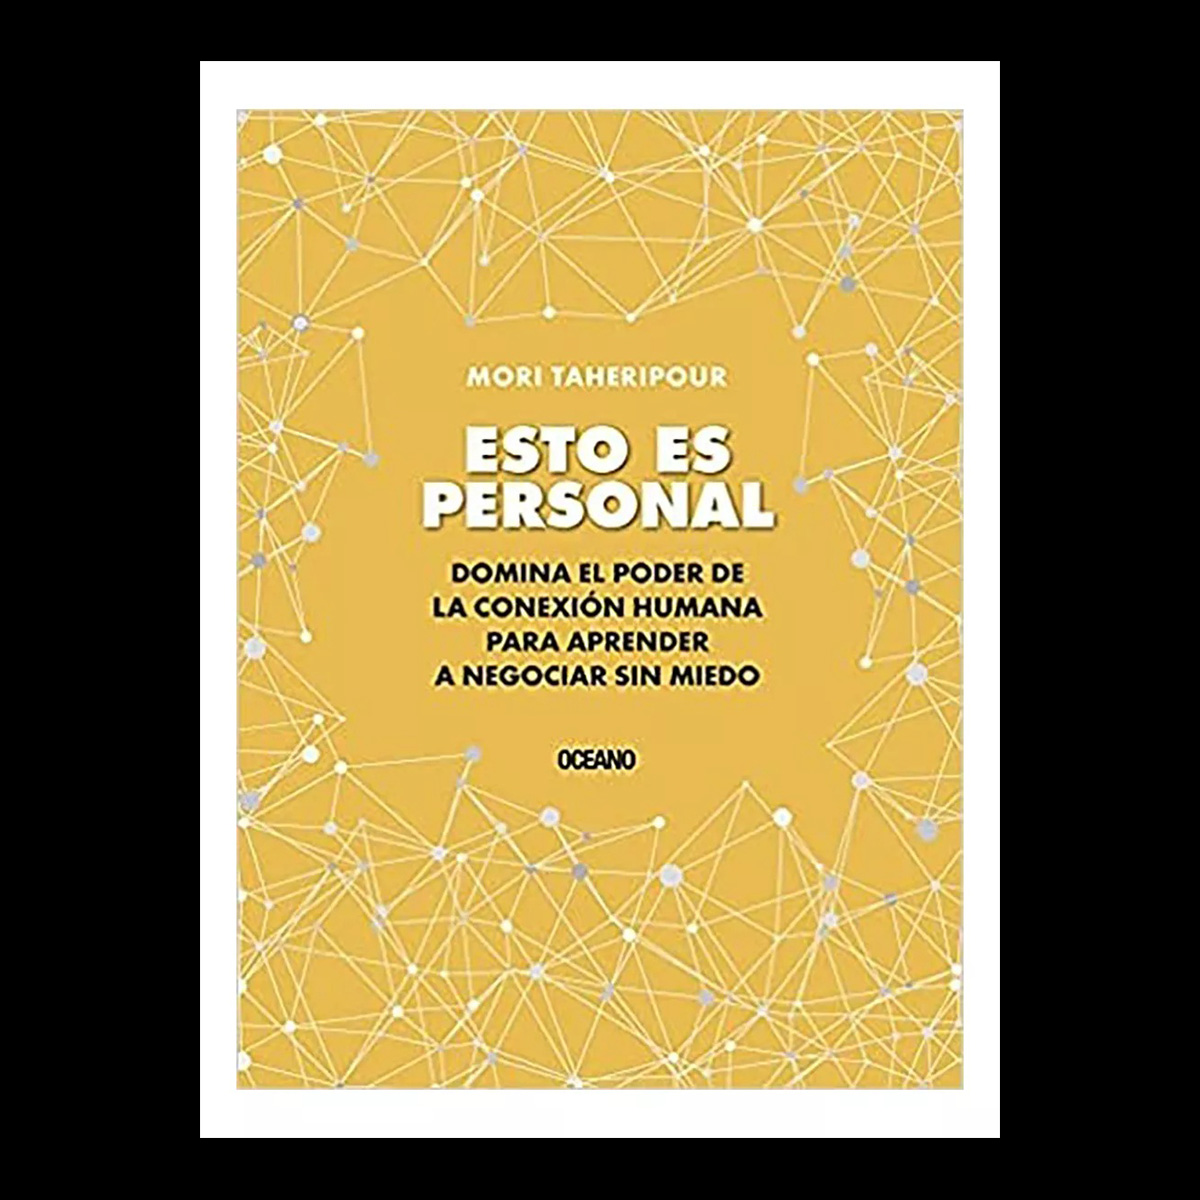 MORI TAHERIPOUR
ESTO ES
PERSONAL
DOMINA EL PODER DE
LA CONEXIÓN HUMANA
PARA APRENDER
A NEGOCIAR SIN MIEDO
OCEANO